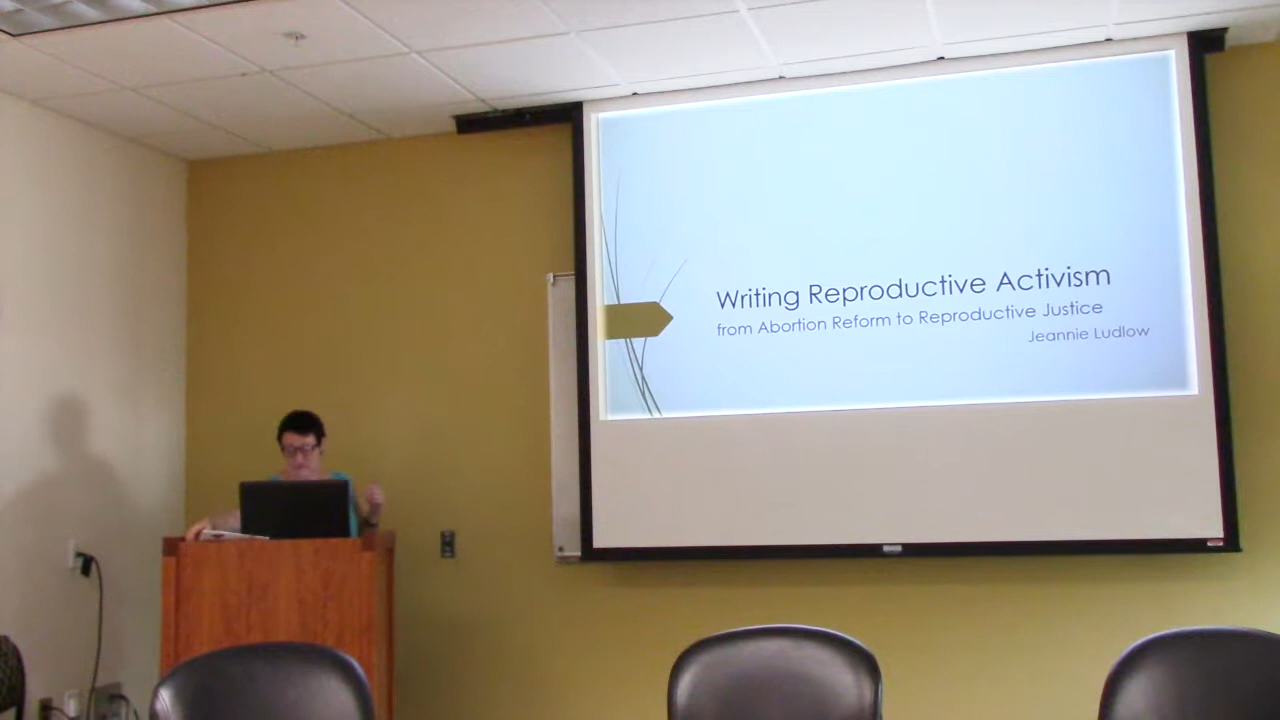 Writing Reproductive Activism
from Abortion Reform to Reproductive Justice
Jeannie Ludlow